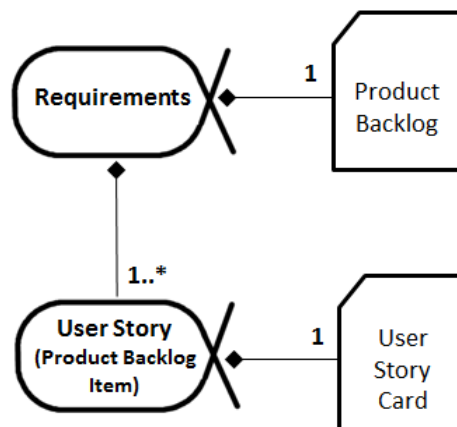 Requirements
1
Product
Backlog
1..*
User Story
(Product Backlog
Item)
1
User
Story
Card